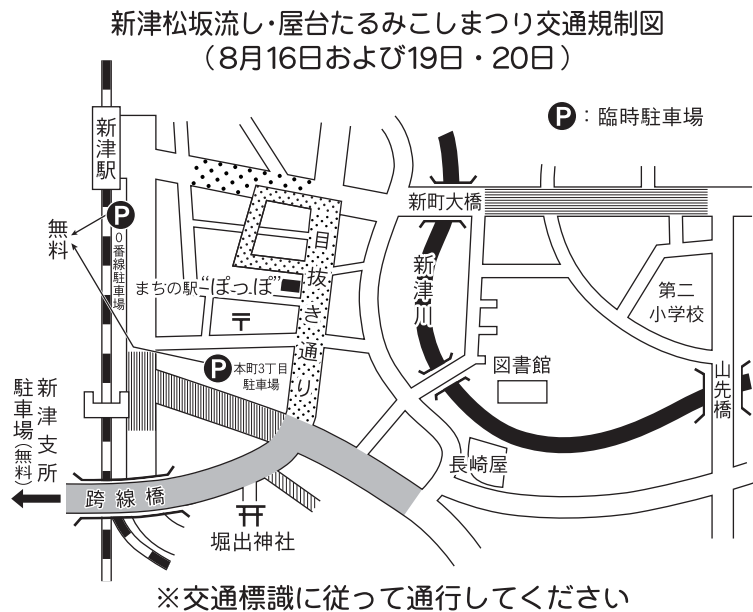 新津松坂流し・屋台たるみこしまつり交通規制図
（8月16日および19日・20日）
P：臨時駐車場
新津駅
新町大橋
P
無料
0番線駐車場
目抜き通り
新津川
まちの駅“ぽっぽ”
〒
第二
小学校
P
本町3丁目
駐車場
図書館
山先橋
新津支所
駐車場（無料）
長崎屋
跨線橋
堀出神社
※交通標識に従って通行してください